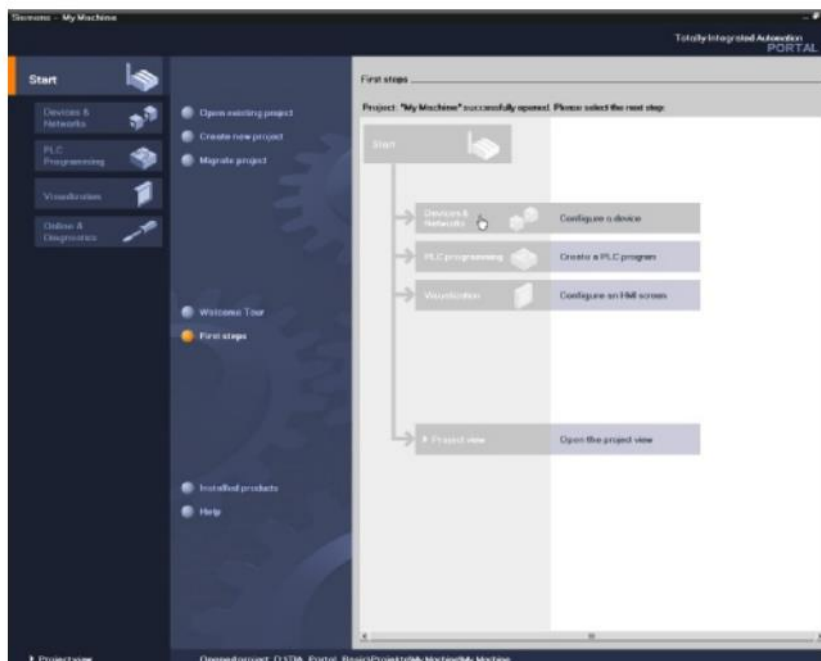 Siemens - My Machine
Totally Integrated Automation
PORTAL
Start
Devices &
Networks
PLC
Programming
Visualization
Online &
Diagnostics
Open existing project
Create new project
Migrate project
Welcome Tour
First steps
Installed products
Help
First steps
Project: "My Machine" successfully opened. Please select the next step:
Start
Devices &
Networks
Configure a device
PLC programming
Create a PLC program
Visualization
Configure an HMI screen
Project view
Open the project view
Project view
Opened project: